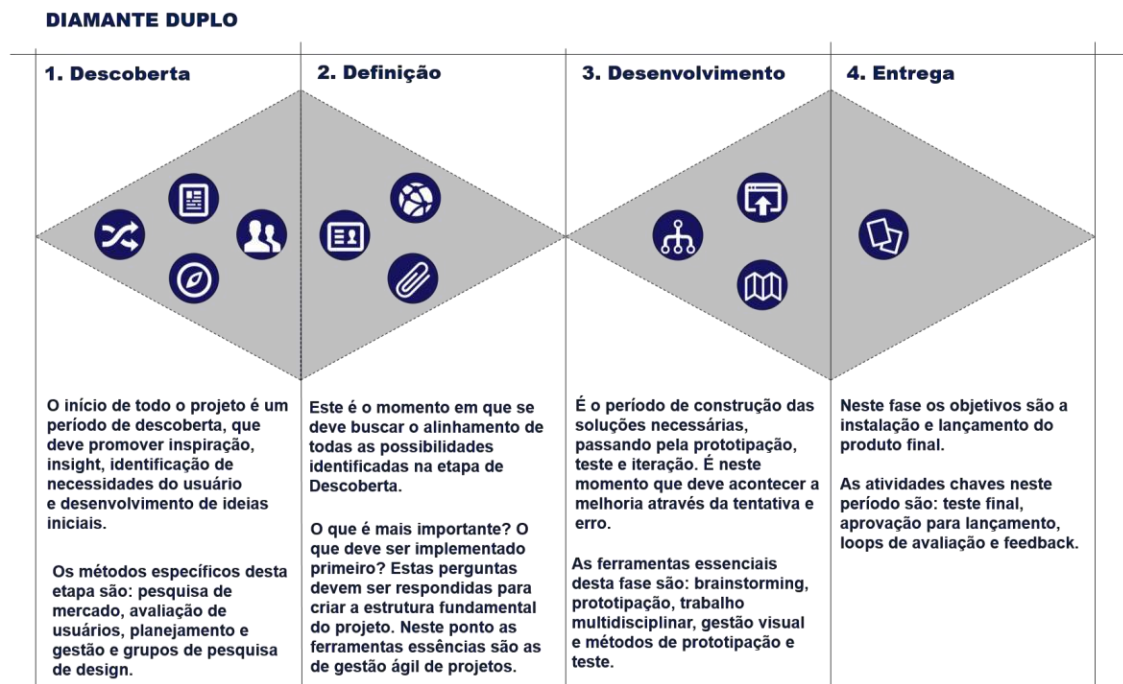 DIAMANTE DUPLO
1. Descoberta
2. Definição
3. Desenvolvimento
4. Entrega
O início de todo o projeto é um
período de descoberta, que
deve promover inspiração,
insight, identificação de
necessidades do usuário
e desenvolvimento de ideias
iniciais.
Os métodos específicos desta
etapa são: pesquisa de
mercado, avaliação de
usuários, planejamento e
gestão e grupos de pesquisa
de design.
Este é o momento em que se
deve buscar o alinhamento de
todas as possibilidades
identificadas na etapa de
Descoberta.
O que é mais importante? O
que deve ser implementado
primeiro? Estas perguntas
devem ser respondidas para
criar a estrutura fundamental
do projeto. Neste ponto as
ferramentas essências são as
de gestão ágil de projetos.
É o período de construção das
soluções necessárias,
passando pela prototipação,
teste e iteração. É neste
momento que deve acontecer a
melhoria através da tentativa e
erro.
As ferramentas essenciais
desta fase são: brainstorming,
prototipação, trabalho
multidisciplinar, gestão visual
e métodos de prototipação e
teste.
Neste fase os objetivos são a
instalação e lançamento do
produto final.
As atividades chaves neste
período são: teste final,
aprovação para lançamento,
loops de avaliação e feedback.